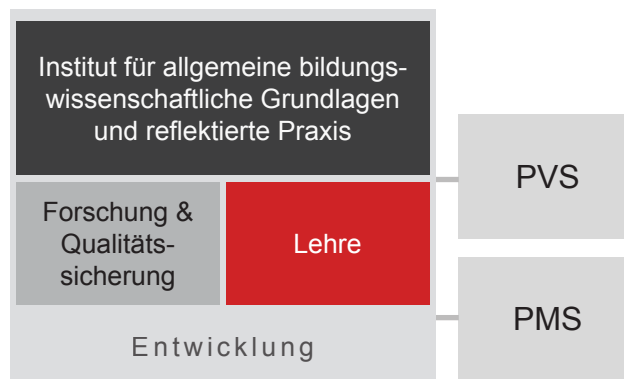 Institut für allgemeine bildungs-
wissenschaftliche Grundlagen
und reflektierte Praxis
Forschung &
Qualitäts-
sicherung
Lehre
Entwicklung
PVS
PMS